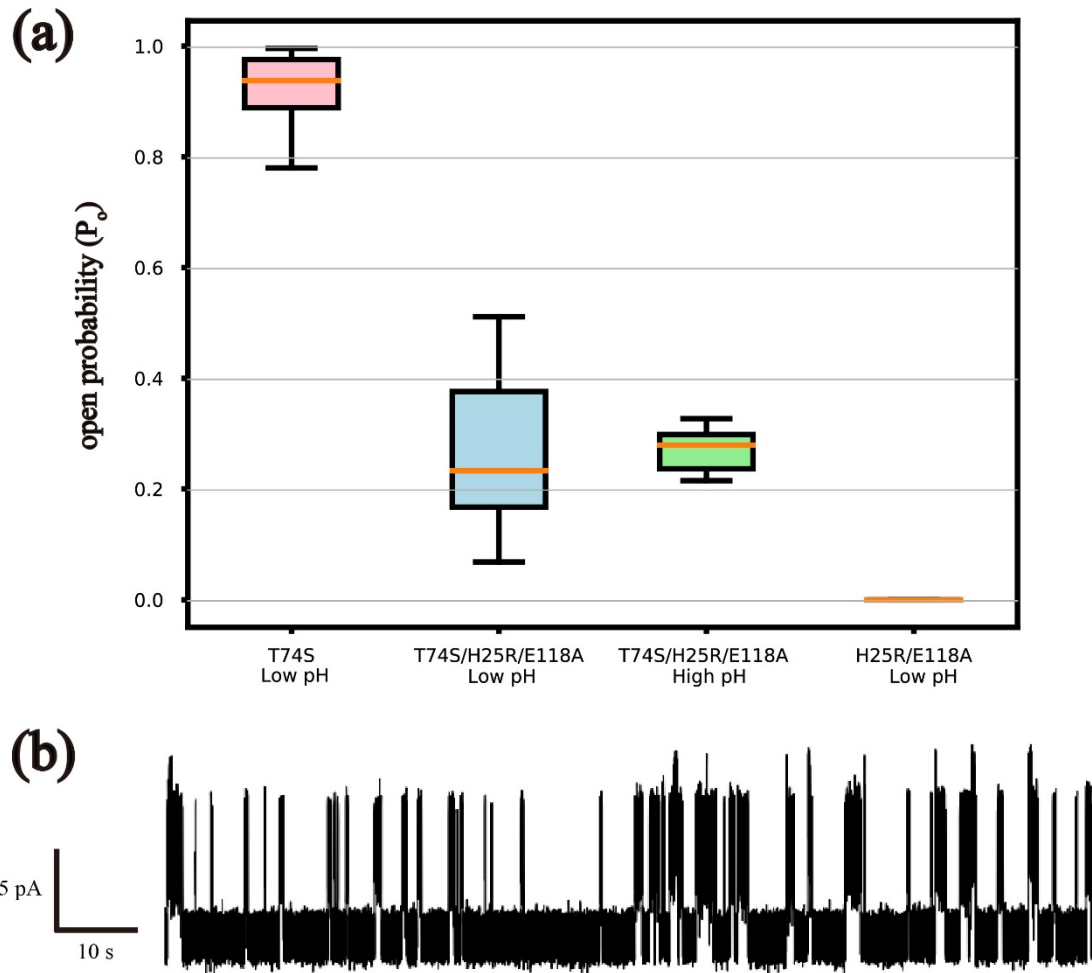 (a)
open probability (Pₒ)
1.0
0.8
0.6
0.4
0.2
0.0
T74S
Low pH
T74S/H25R/E118A
Low pH
T74S/H25R/E118A
High pH
H25R/E118A
Low pH
(b)
5 pA
10 s